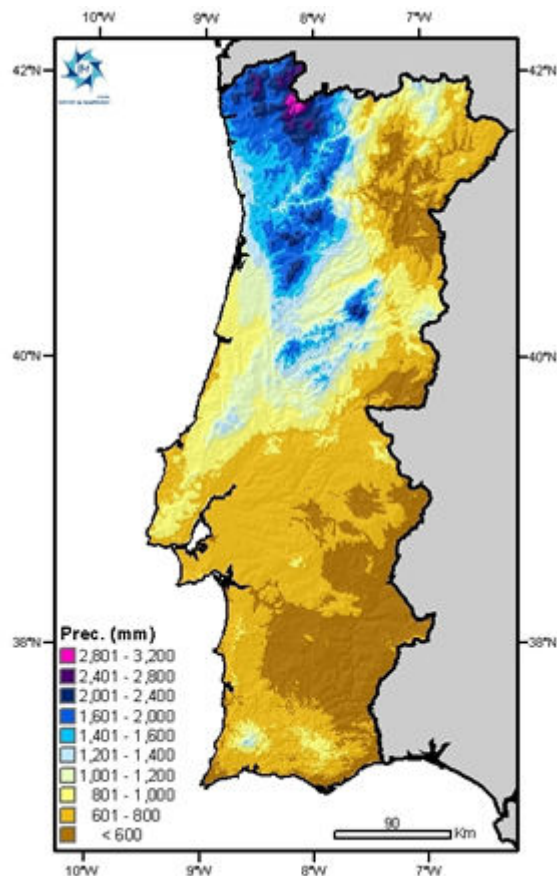 10°W 9°W 8°W 7°W
42°N 42°N
40°N 40°N
38°N 38°N
Prec. (mm)
2,801 - 3,200
2,401 - 2,800
2,001 - 2,400
1,601 - 2,000
1,401 - 1,600
1,201 - 1,400
1,001 - 1,200
801 - 1,000
601 - 800
< 600
90
Km
10°W 9°W 8°W 7°W